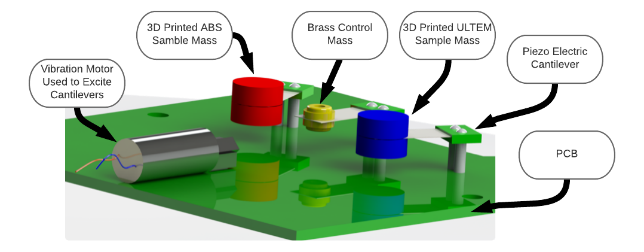 3D Printed ABS
Samble Mass
Brass Control
Mass
3D Printed ULTEM
Sample Mass
Piezo Electric
Cantilever
Vibration Motor
Used to Excite
Cantilevers
PCB